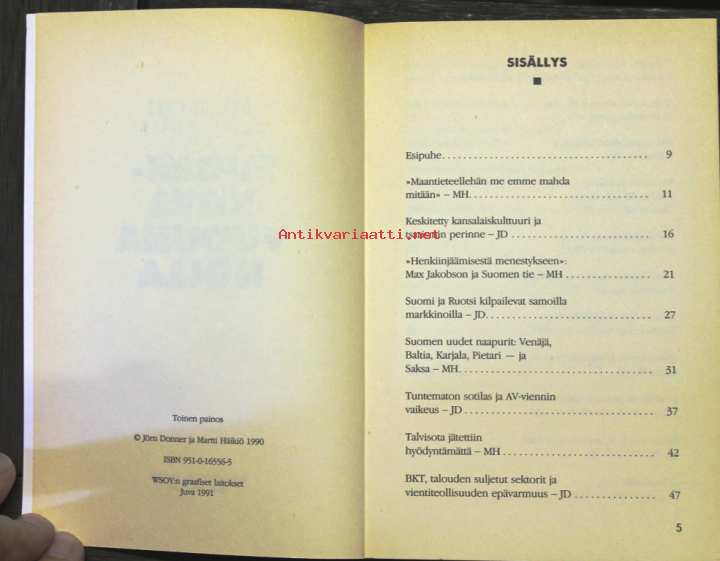 Toinen painos
© Jörn Donner ja Martti Häikiö 1990
ISBN 951-0-16556-5
WSOY:n graafiset laitokset
Juva 1991
SISÄLLYS
Esipuhe 9
»Maantieteellehän me emme mahda
mitään» – MH. 11
Keskitetty kansalaiskulttuuri ja
perinne – JD 16
Antikvariaatti.net
»Henkiinjäämisestä menestykseen»:
Max Jakobson ja Suomen tie – MH 21
Suomi ja Ruotsi kilpailevat samoilla
markkinoilla – JD. 27
Suomen uudet naapurit: Venäjä,
Baltia, Karjala, Pietari — ja
Saksa – MH. 31
Tuntematon sotilas ja AV-viennin
vaikeus – JD 37
Talvisota jätettiin
hyödyntämättä – MH 42
BKT, talouden suljetut sektorit ja
vientiteollisuuden epävarmuus – JD 47
5